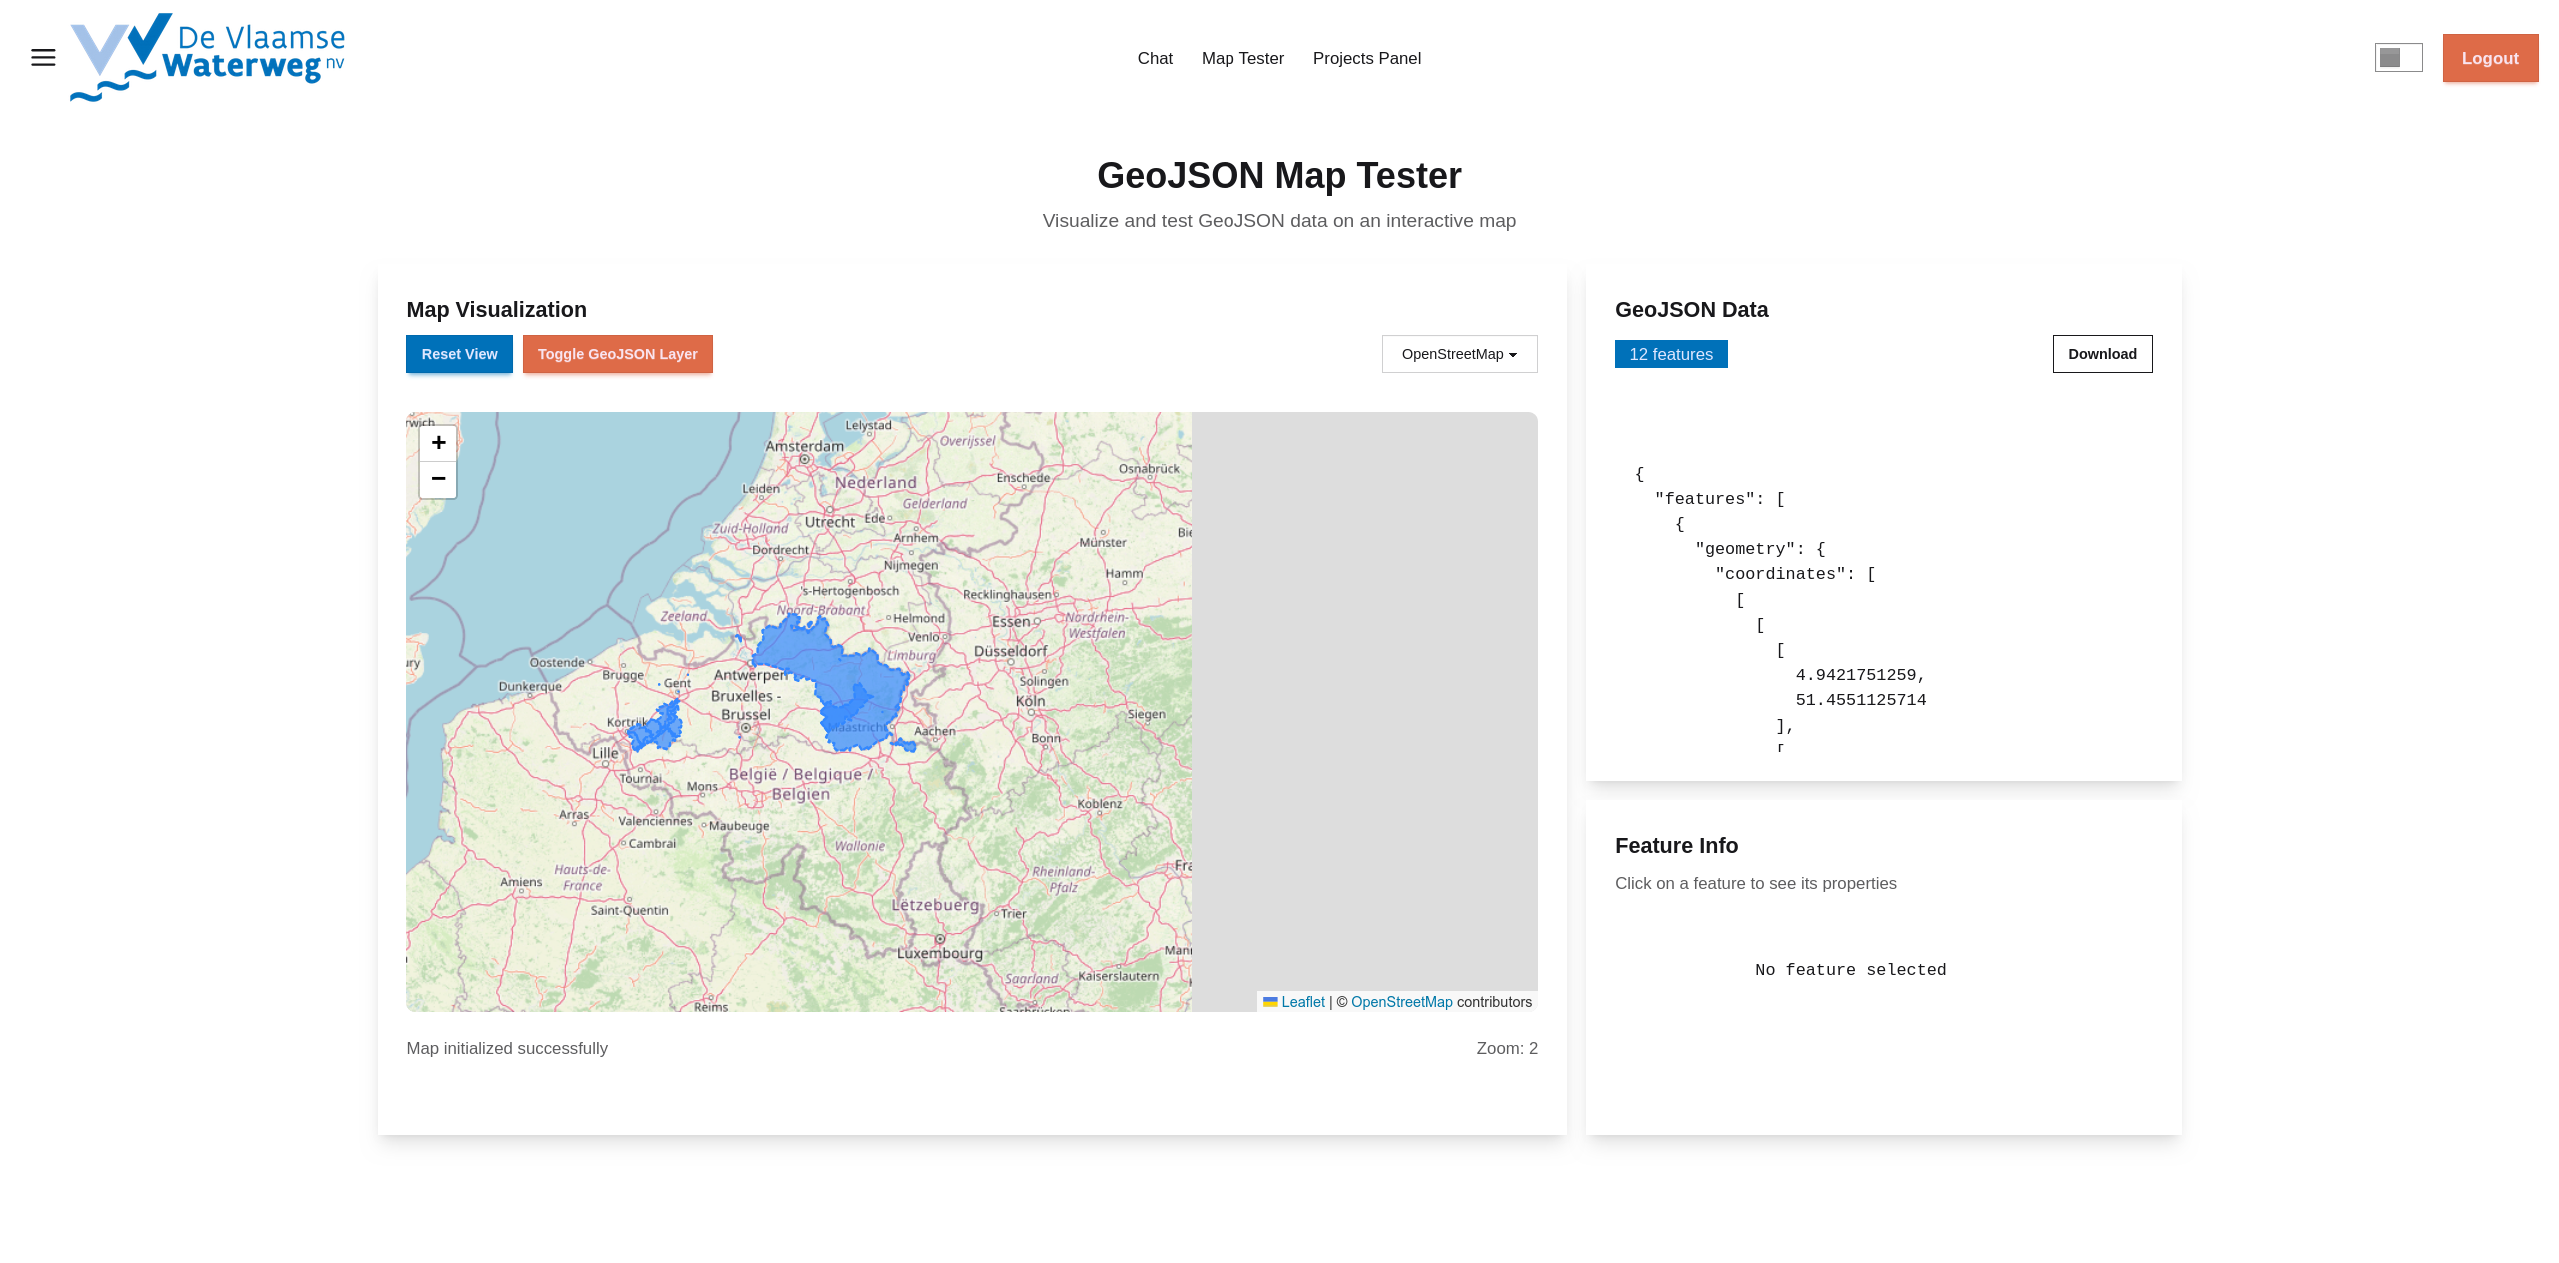 De Vlaamse
Waterweg nv
Chat
Map Tester
Projects Panel
Logout
GeoJSON Map Tester
Visualize and test GeoJSON data on an interactive map
Map Visualization
Reset View
Toggle GeoJSON Layer
OpenStreetMap
+
−
Lelystad
Amsterdam
Overijssel
Osnabrück
Nederland
Enschede
Leiden
Gelderland
Utrecht
Ede
Zuid-Holland
Arnhem
Münster
Bie
Dordrecht
Nijmegen
Hamm
's-Hertogenbosch
Recklinghausen
Noord-Brabant
Zeeland
Helmond
Essen
Nordrhein-
Westfalen
Venlo
Düsseldorf
Limburg
Oostende
Brugge
Antwerpen
Gent
Solingen
Dunkerque
Bruxelles -
Brussel
Köln
Siegen
Kortrijk
Maastricht
Aachen
Bonn
Lille
Tournai
België / Belgique /
Belgien
Mons
Koblenz
Arras
Valenciennes
Maubeuge
Cambrai
Wallonie
Hauts-de-
France
Fra
Rheinland-
Pfalz
Amiens
Saint-Quentin
Lëtzebuerg
Trier
Luxembourg
Mann
Saarland
Kaiserslautern
Reims
Saarbrücken
Leaflet | © OpenStreetMap contributors
Map initialized successfully
Zoom: 2
GeoJSON Data
12 features
Download
{
"features": [
{
"geometry": {
"coordinates": [
[
[
[
4.9421751259,
51.4551125714
],
[
Feature Info
Click on a feature to see its properties
No feature selected